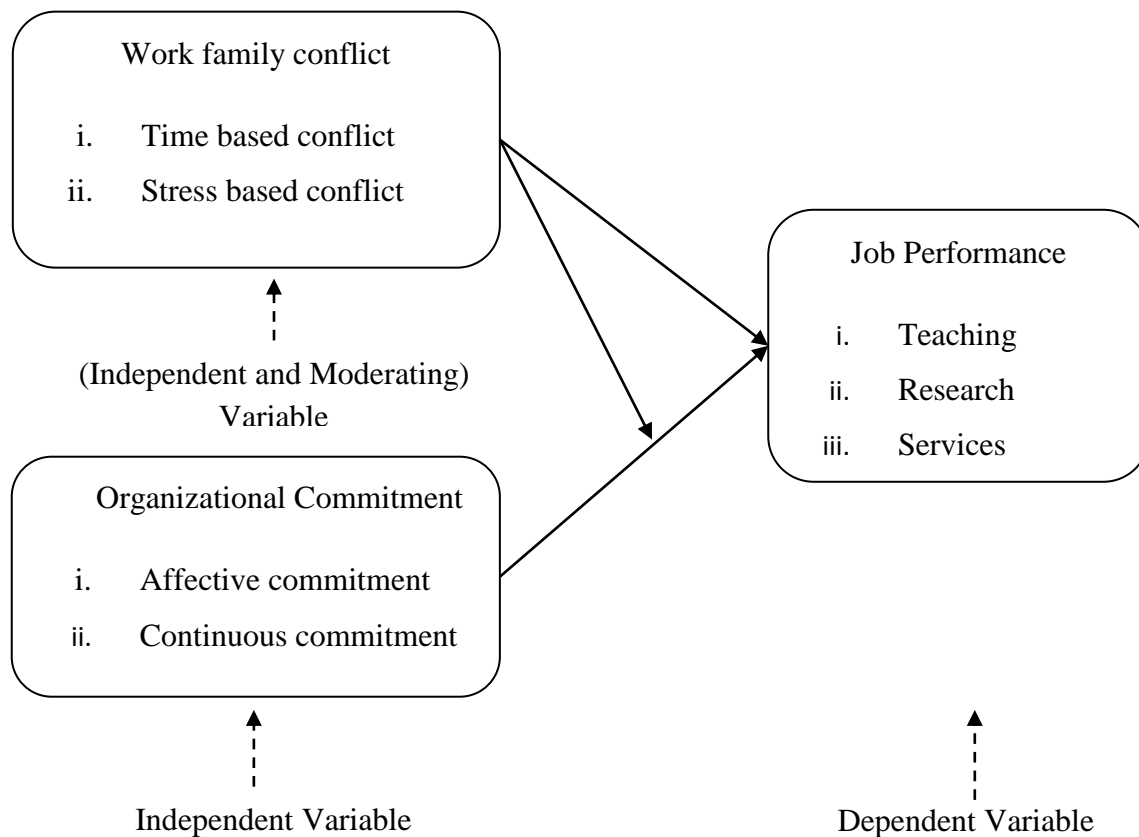 Work family conflict
i. Time based conflict
ii. Stress based conflict
(Independent and Moderating)
Variable
Organizational Commitment
i. Affective commitment
ii. Continuous commitment
Independent Variable
Job Performance
i. Teaching
ii. Research
iii. Services
Dependent Variable